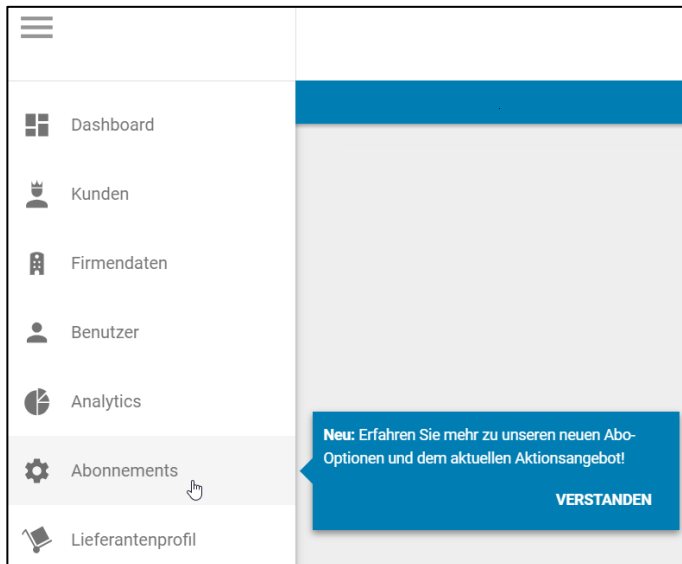 Dashboard
Kunden
Firmendaten
Benutzer
Analytics
Abonnements
Neu: Erfahren Sie mehr zu unseren neuen Abo-
Optionen und dem aktuellen Aktionsangebot!
VERSTANDEN
Lieferantenprofil